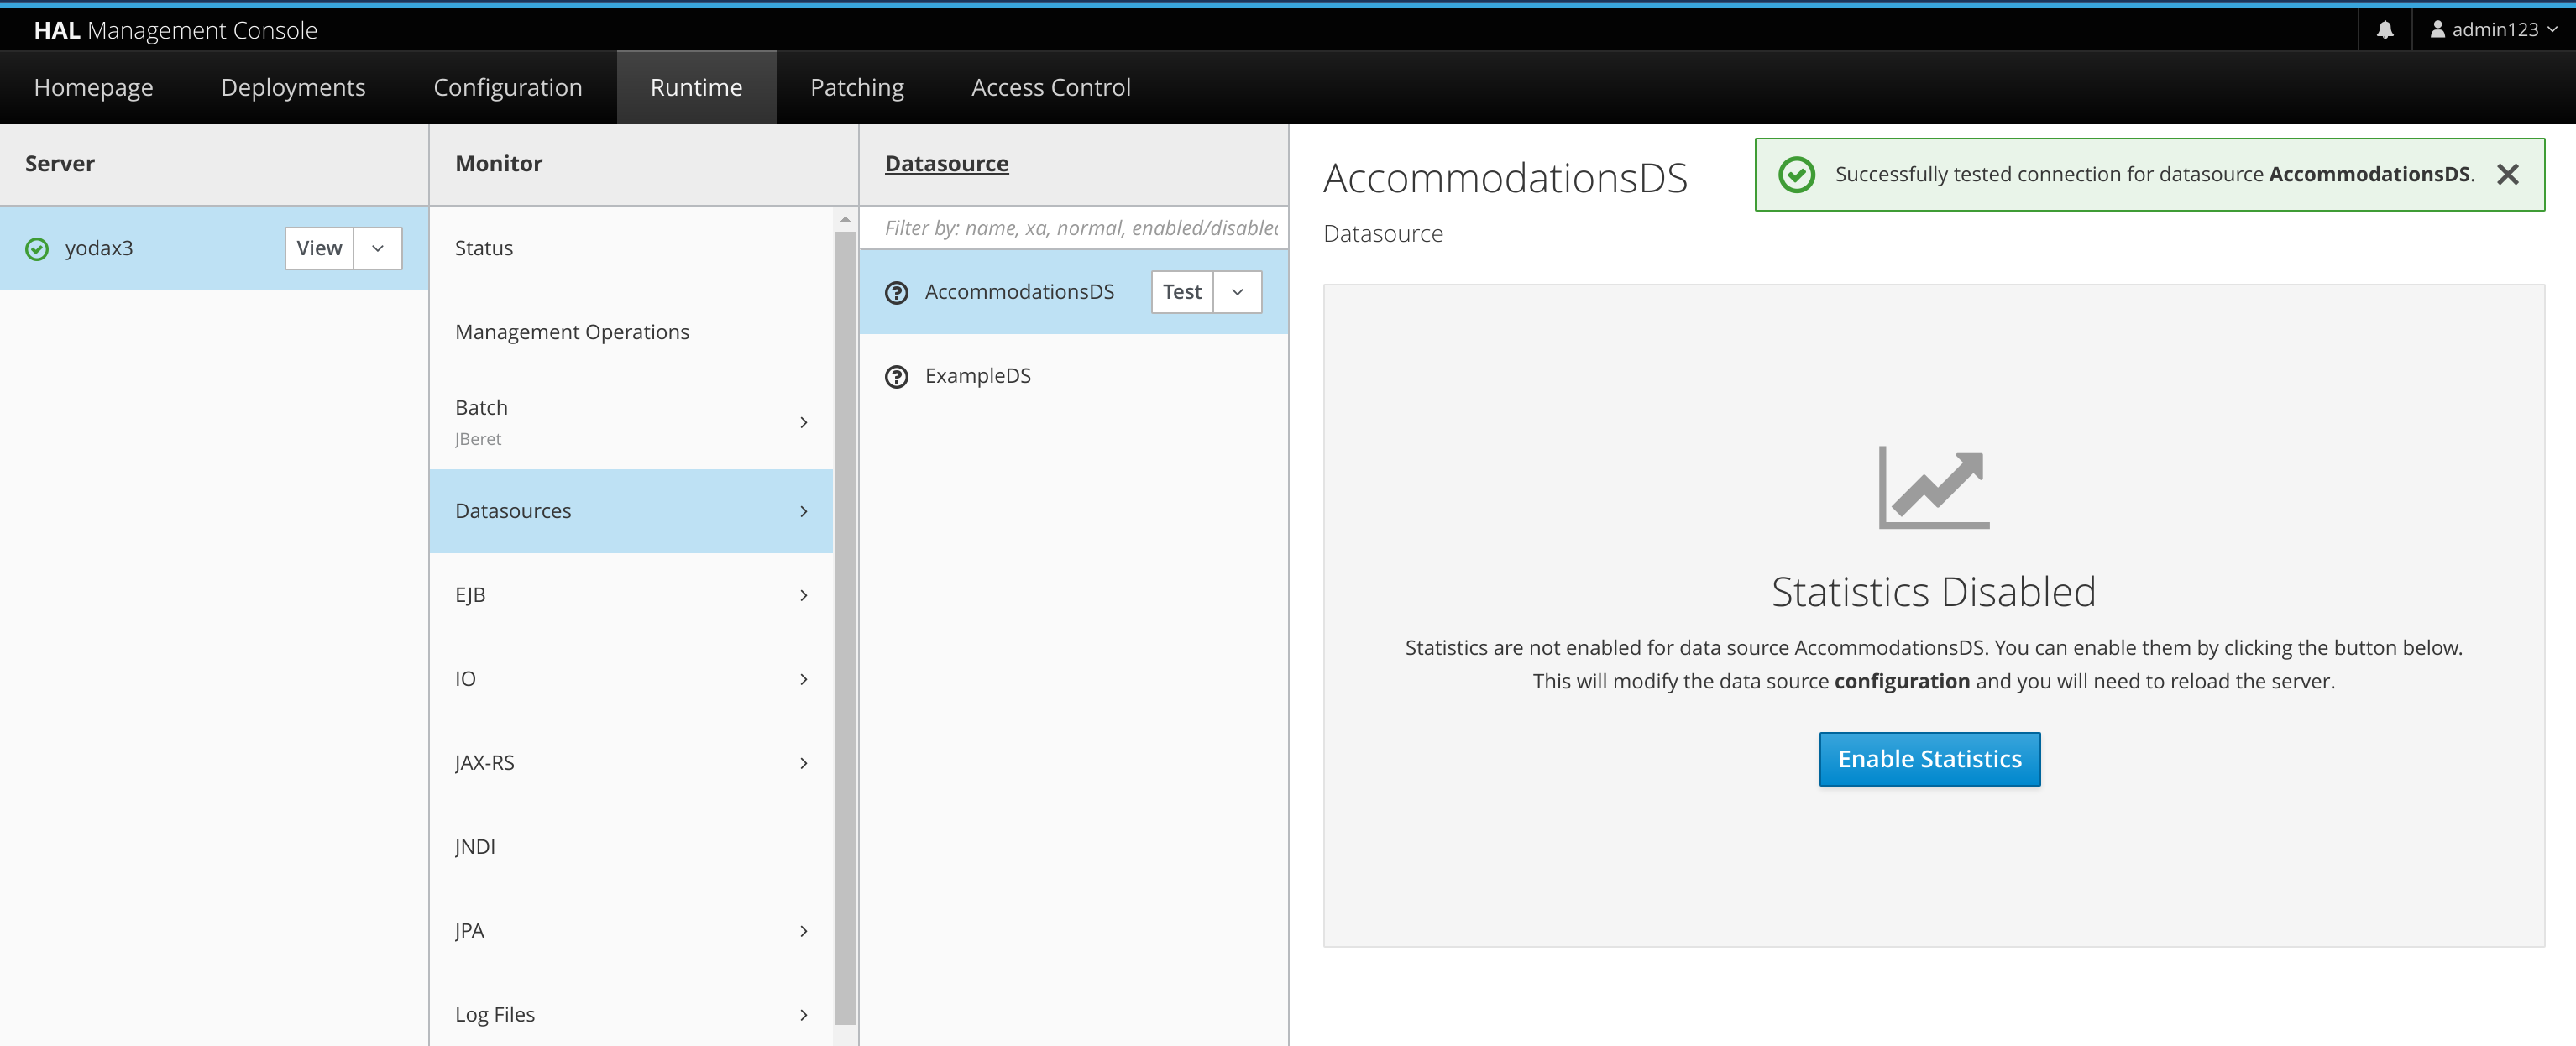 HAL Management Console
admin123
Homepage
Deployments
Configuration
Runtime
Patching
Access Control
Server
yodax3
View
Monitor
Status
Management Operations
Batch
JBeret
Datasources
EJB
IO
JAX-RS
JNDI
JPA
Log Files
Datasource
Filter by: name, xa, normal, enabled/disabled
AccommodationsDS
Test
ExampleDS
AccommodationsDS
Datasource
Successfully tested connection for datasource AccommodationsDS.
Statistics Disabled
Statistics are not enabled for data source AccommodationsDS. You can enable them by clicking the button below.
This will modify the data source configuration and you will need to reload the server.
Enable Statistics